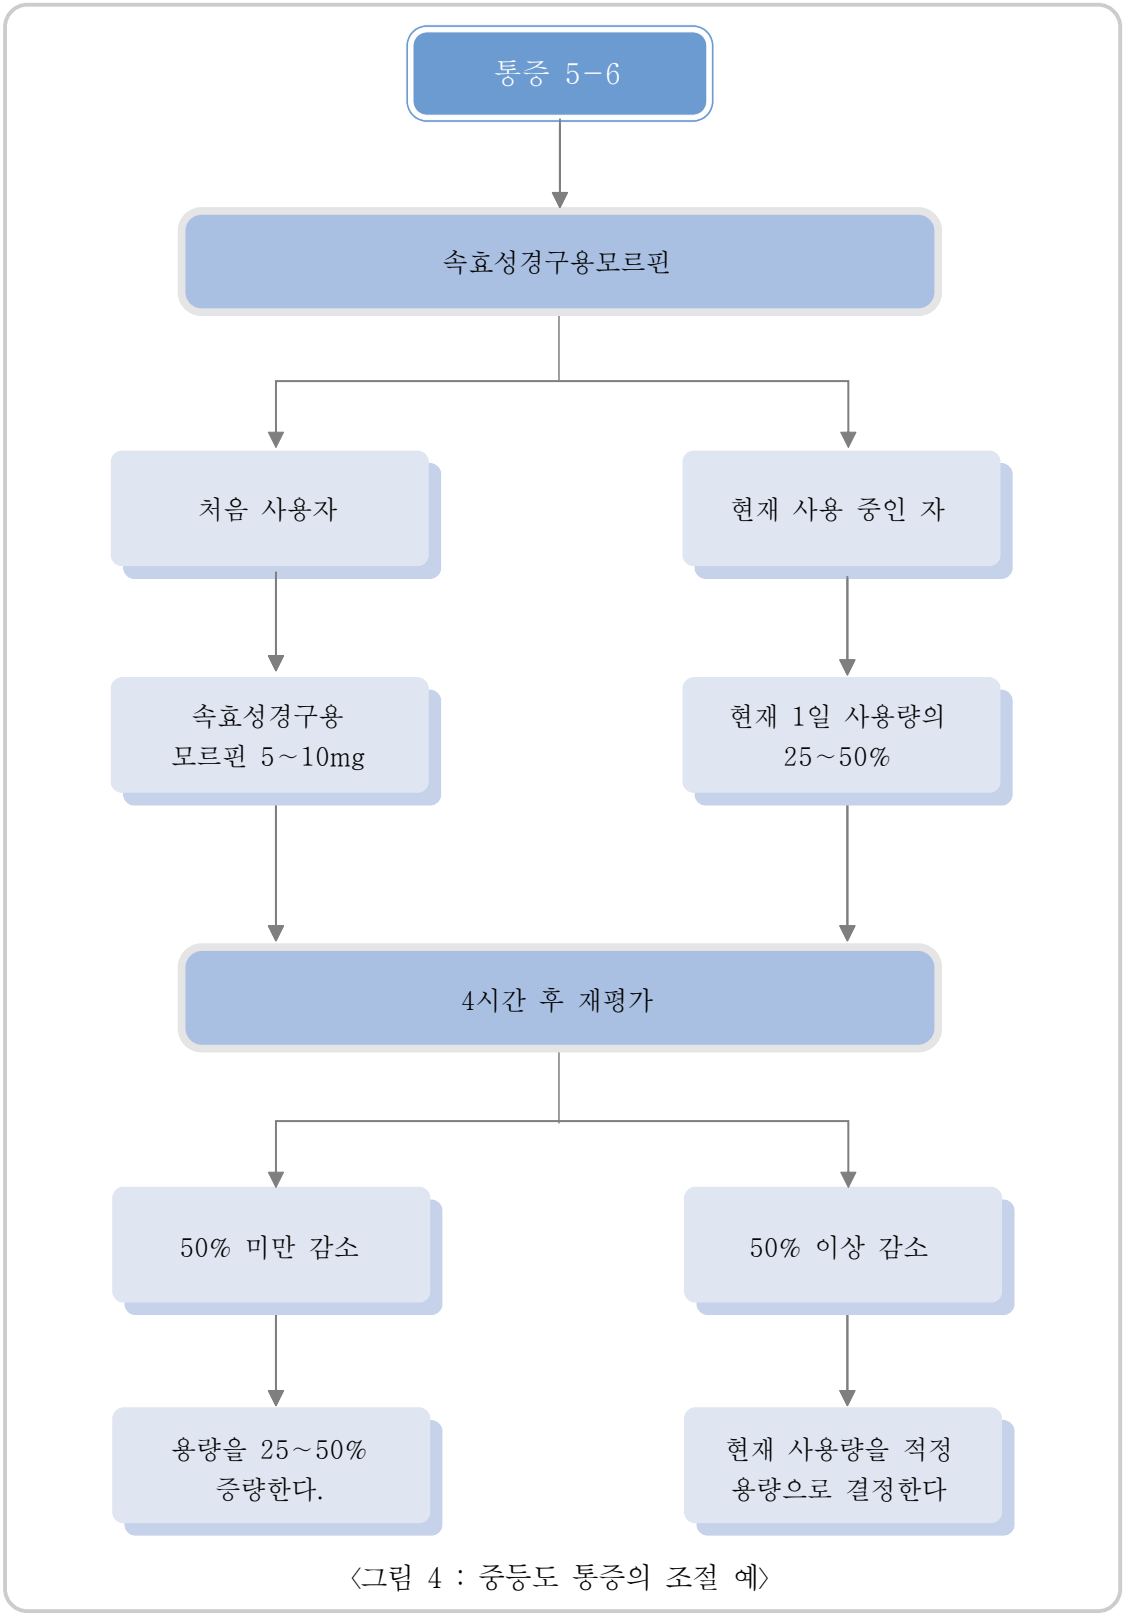 통증 5-6
속효성경구용모르핀
처음 사용자
현재 사용 중인 자
속효성경구용
모르핀 5~10mg
현재 1일 사용량의
25~50%
4시간 후 재평가
50% 미만 감소
50% 이상 감소
용량을 25~50%
증량한다.
현재 사용량을 적정
용량으로 결정한다
<그림 4 : 중등도 통증의 조절 예>